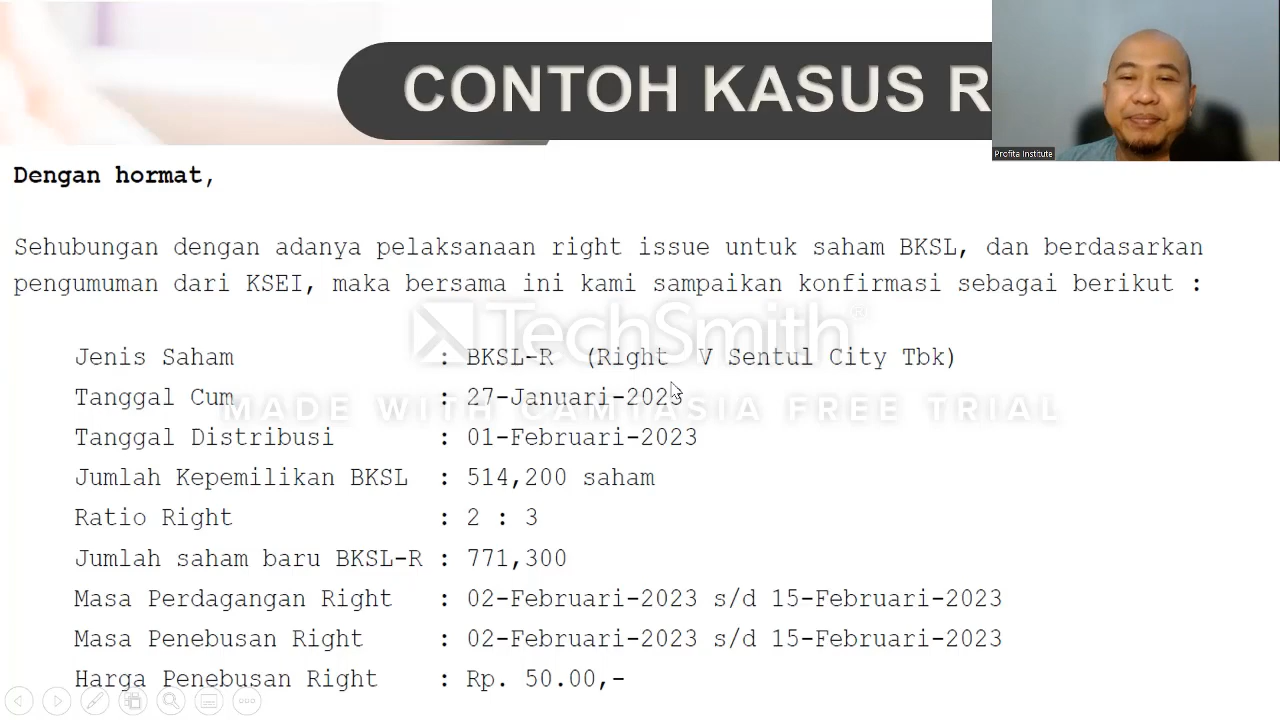 CONTOH KASUS R
Profita Institute
Dengan hormat,
Sehubungan dengan adanya pelaksanaan right issue untuk saham BKSL, dan berdasarkan
pengumuman dari KSEI, maka bersama ini kami sampaikan konfirmasi sebagai berikut :
TechSmith®
Jenis Saham : BKSL-R (Right V Sentul City Tbk)
Tanggal Cum : 27-Januari-2023
MADE WITH CAMTASIA FREE TRIAL
Tanggal Distribusi : 01-Februari-2023
Jumlah Kepemilikan BKSL : 514,200 saham
Ratio Right : 2 : 3
Jumlah saham baru BKSL-R : 771,300
Masa Perdagangan Right : 02-Februari-2023 s/d 15-Februari-2023
Masa Penebusan Right : 02-Februari-2023 s/d 15-Februari-2023
Harga Penebusan Right : Rp. 50.00,-